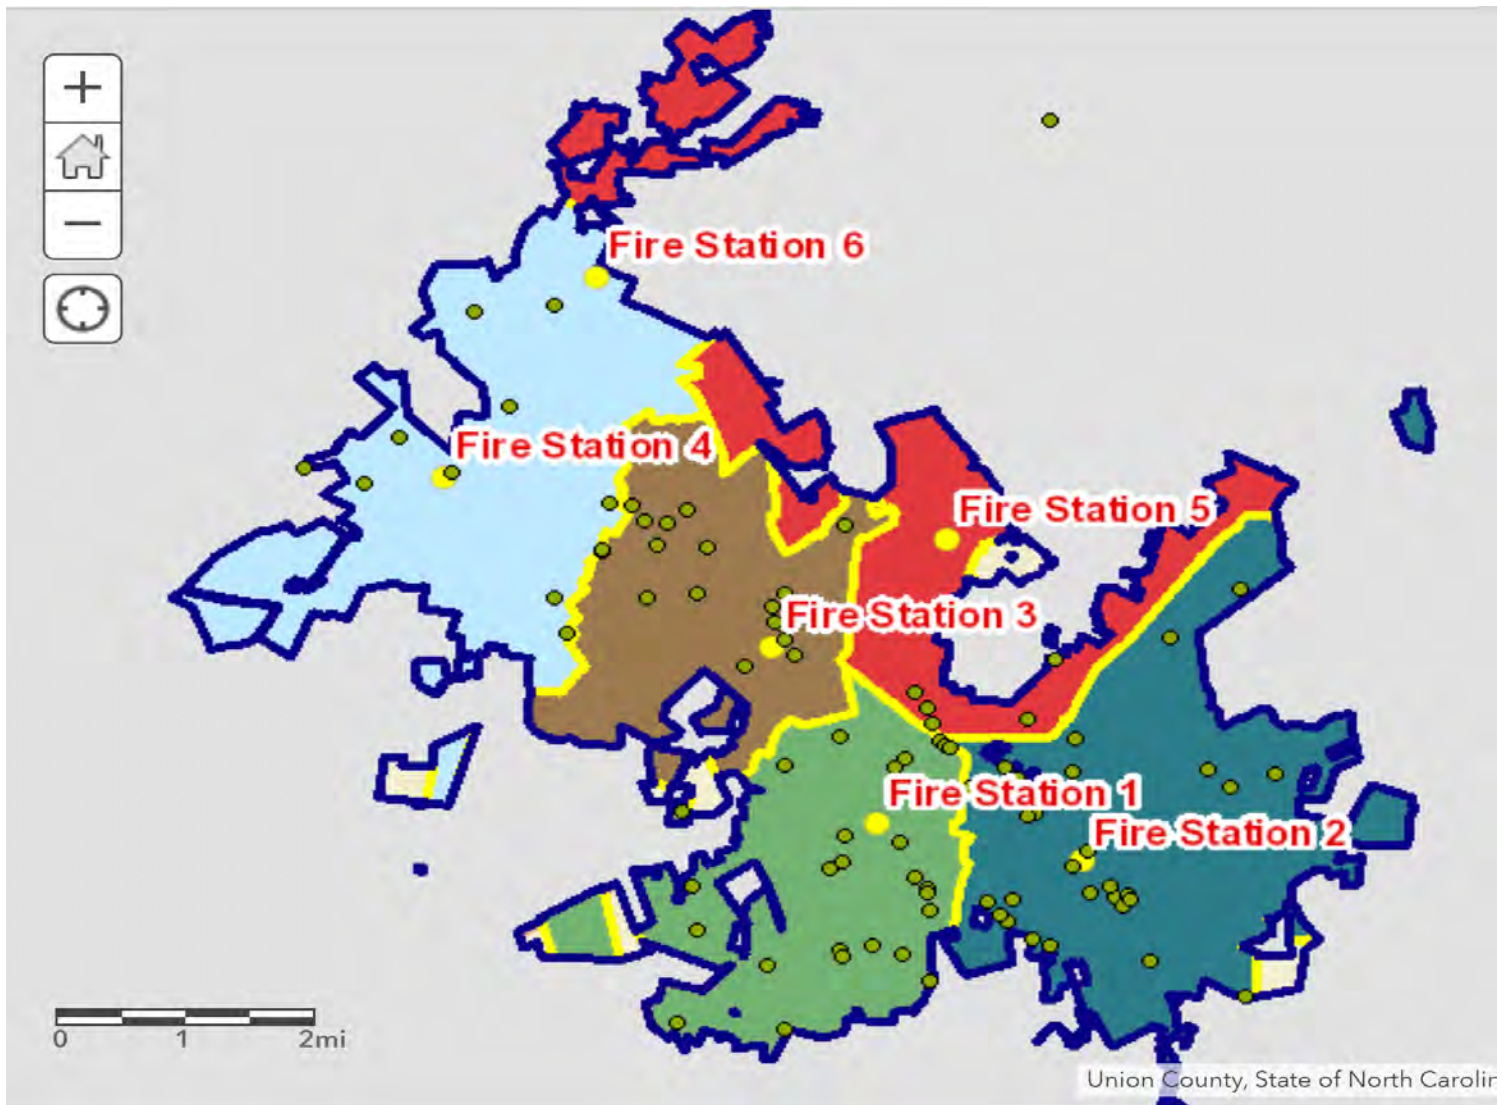 +
Fire Station 6
−
Fire Station 4
Fire Station 5
Fire Station 3
Fire Station 1
Fire Station 2
0 1 2mi
Union County, State of North Carolin